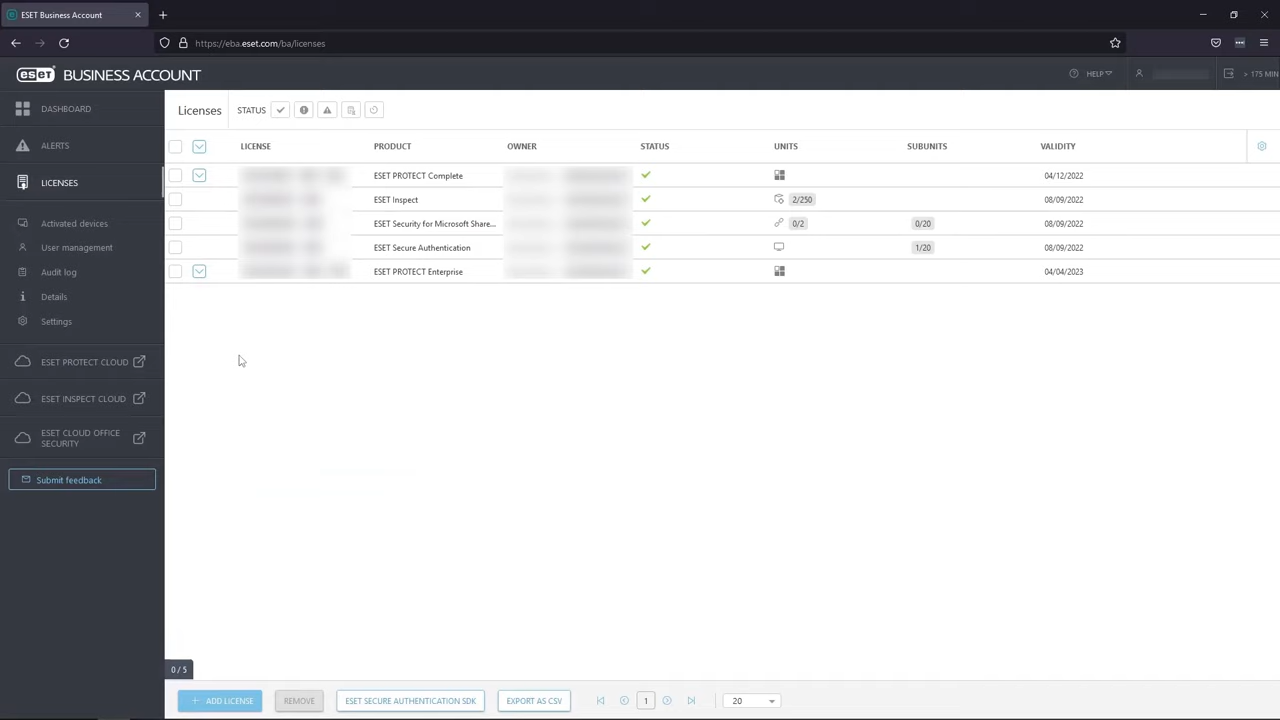 ESET Business Account
https://eba.eset.com/ba/licenses
eset BUSINESS ACCOUNT
HELP
> 175 MIN
DASHBOARD
ALERTS
LICENSES
Activated devices
User management
Audit log
Details
Settings
ESET PROTECT CLOUD
ESET INSPECT CLOUD
ESET CLOUD OFFICE
SECURITY
Submit feedback
Licenses STATUS
LICENSE PRODUCT OWNER STATUS UNITS SUBUNITS VALIDITY
ESET PROTECT Complete 04/12/2022
ESET Inspect 2/250 08/09/2022
ESET Security for Microsoft Share... 0/2 0/20 08/09/2022
ESET Secure Authentication 1/20 08/09/2022
ESET PROTECT Enterprise 04/04/2023
0 / 5
+ ADD LICENSE REMOVE ESET SECURE AUTHENTICATION SDK EXPORT AS CSV 1 20